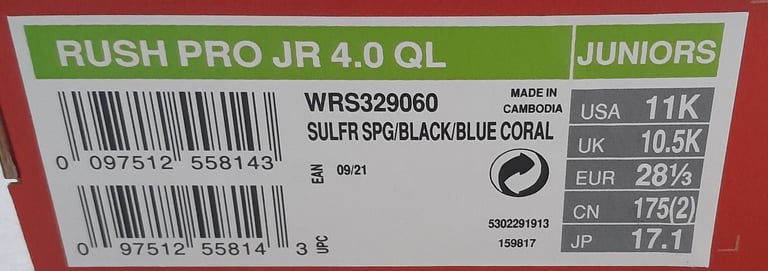 RUSH PRO JR 4.0 QL
JUNIORS
WRS329060
MADE IN
CAMBODIA
SULFR SPG/BLACK/BLUE CORAL
EAN
09/21
0 097512 558143
0 97512 55814 3
UPC
5302291913
159817
USA 11K
UK 10.5K
EUR 28⅓
CN 175(2)
JP 17.1